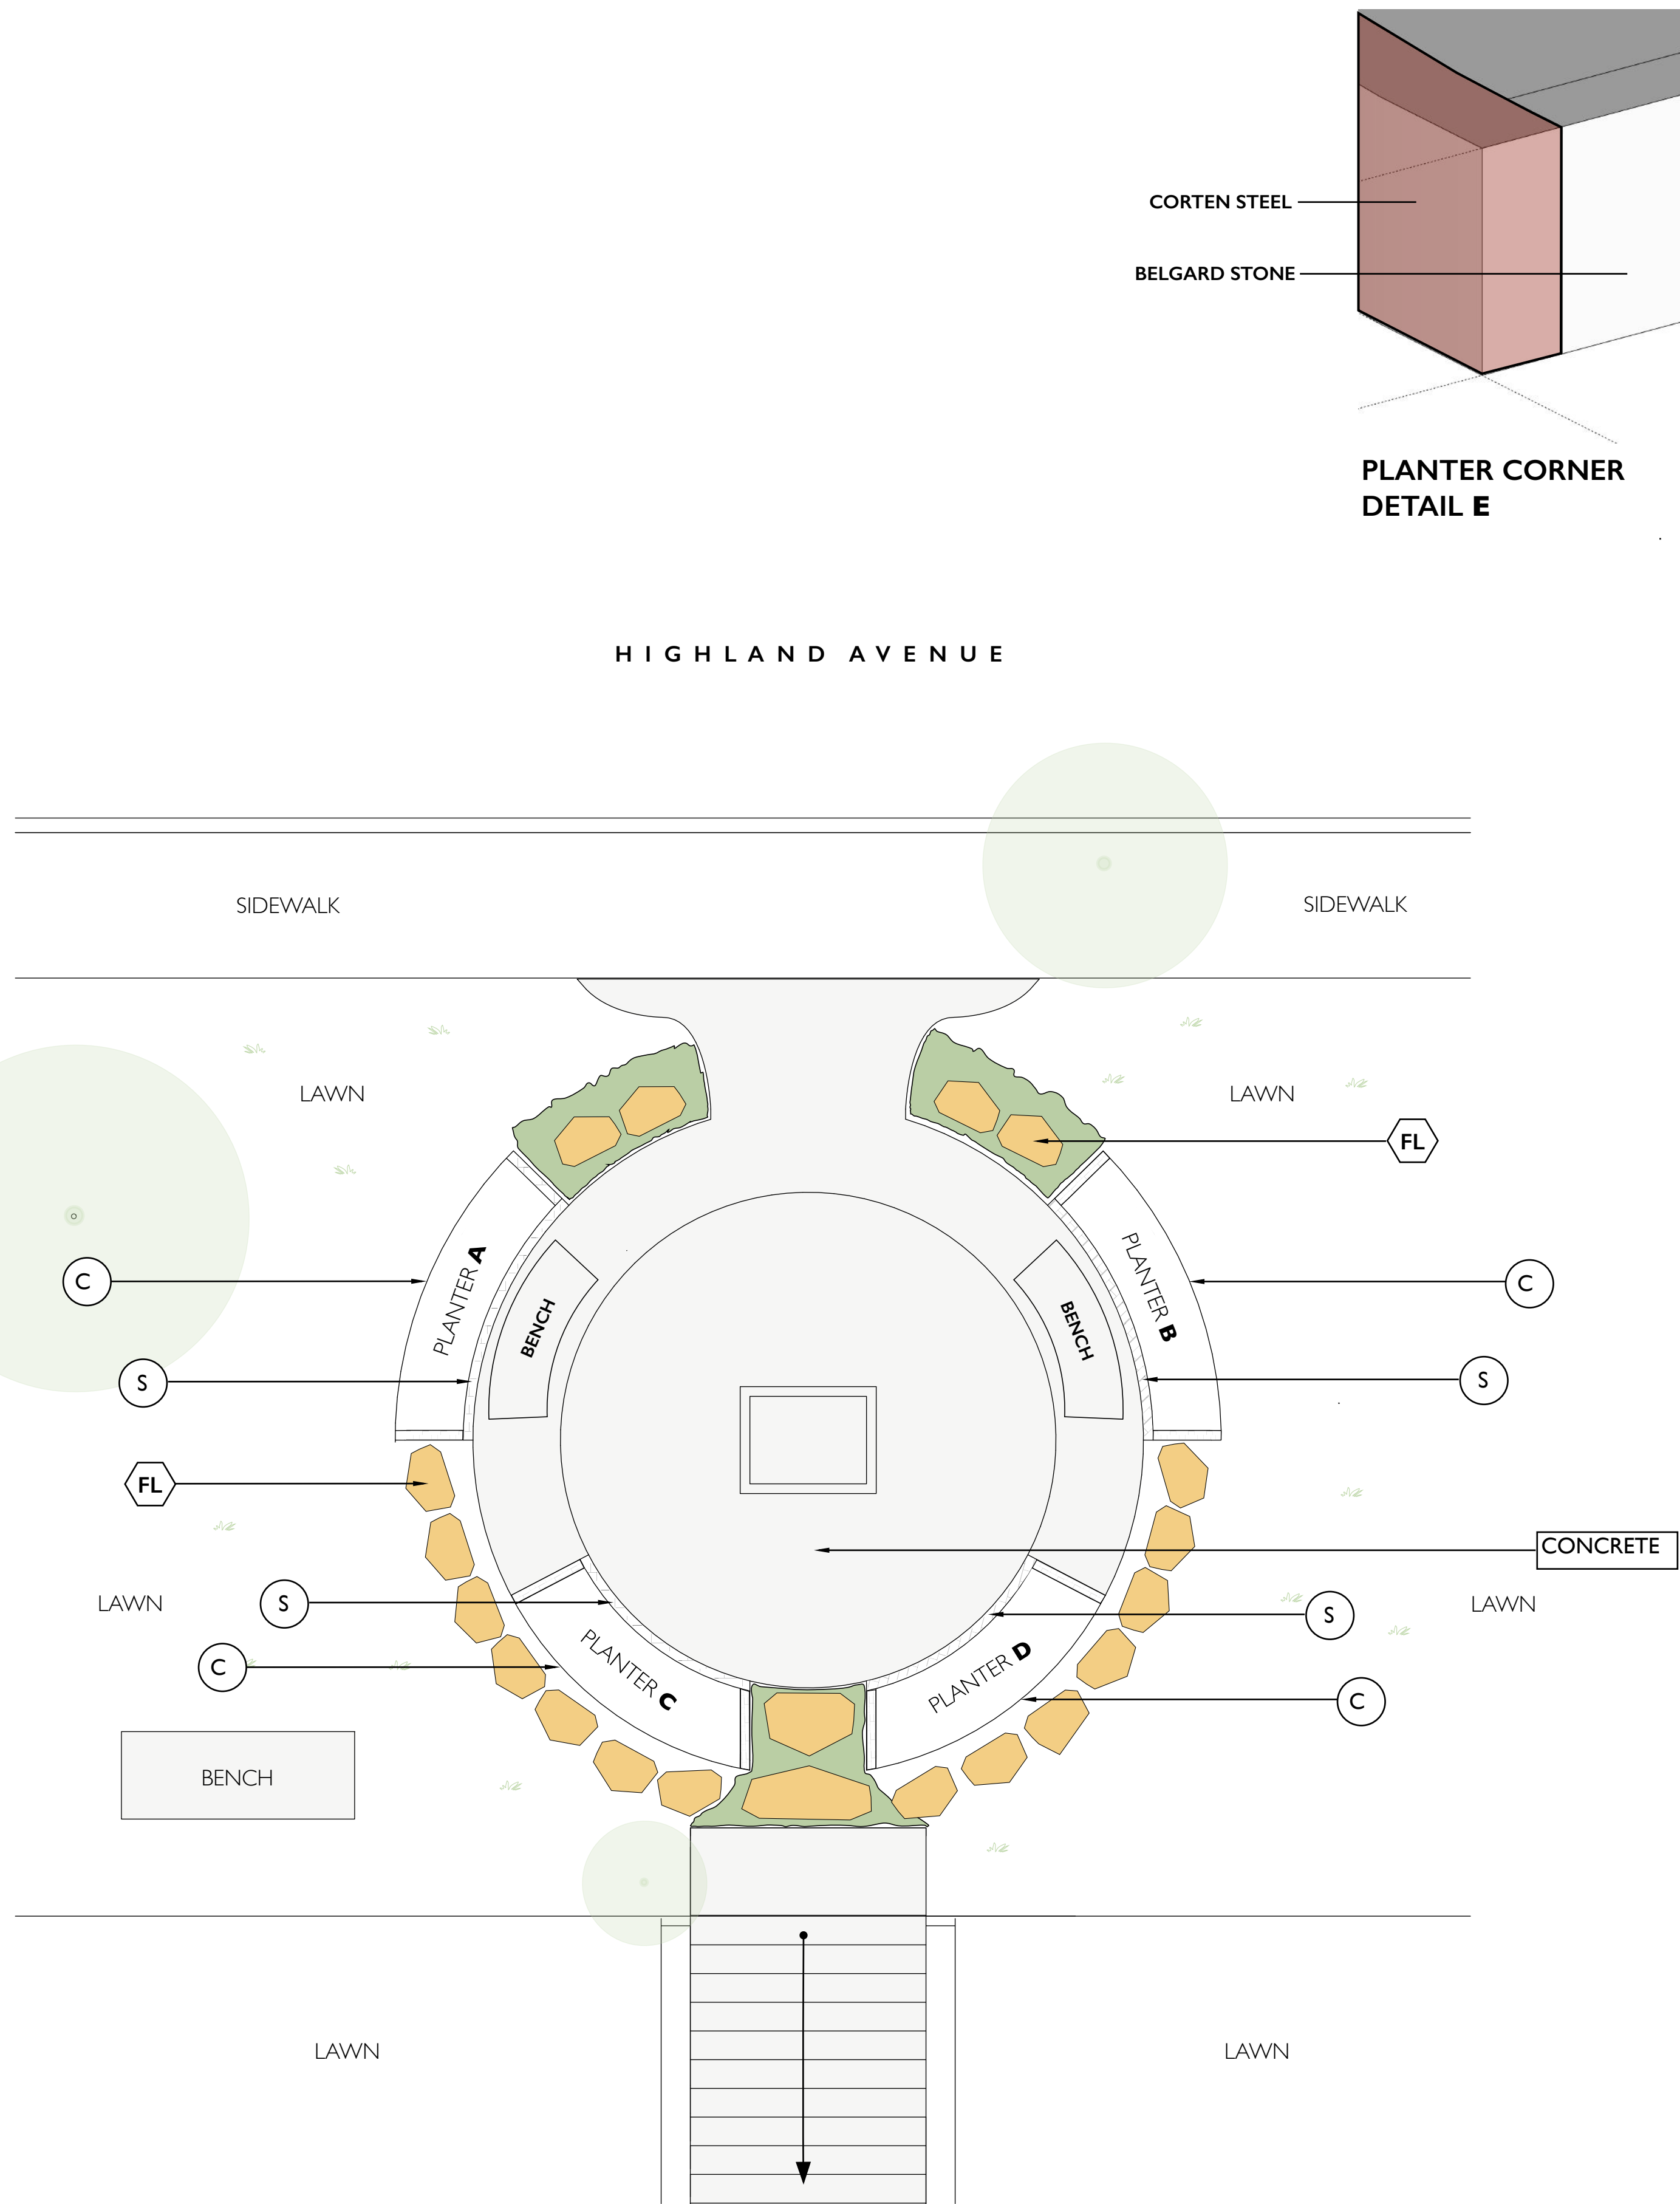 CORTEN STEEL
BELGARD STONE
PLANTER CORNER
DETAIL E
HIGHLAND AVENUE
SIDEWALK
SIDEWALK
LAWN
LAWN
FL
PLANTER A
PLANTER B
C
C
BENCH
BENCH
S
S
FL
CONCRETE
LAWN
S
S
LAWN
PLANTER C
PLANTER D
C
C
BENCH
LAWN
LAWN